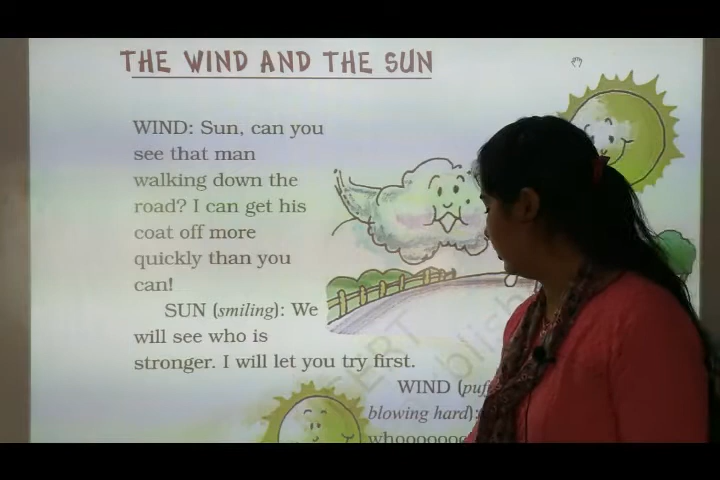 THE WIND AND THE SUN
WIND: Sun, can you
see that man
walking down the
road? I can get his
coat off more
quickly than you
can!
SUN (smiling): We
will see who is
stronger. I will let you try first.
WIND
blowing hard):